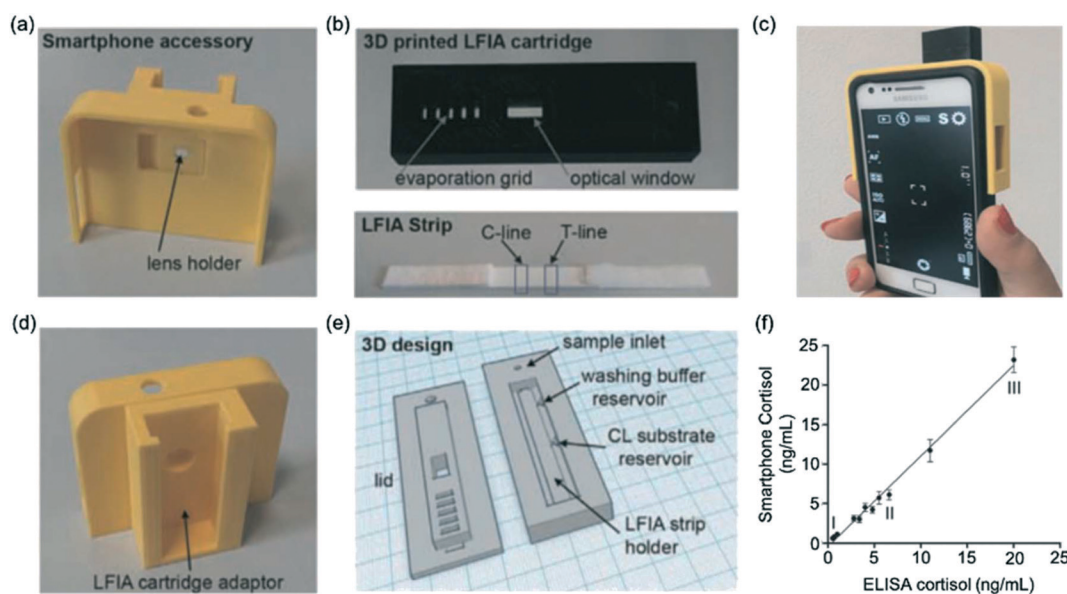 (a)
Smartphone accessory
lens holder
(b)
3D printed LFIA cartridge
evaporation grid
optical window
LFIA Strip
C-line
T-line
(c)
SAMSUNG
S
AF
(d)
LFIA cartridge adaptor
(e)
3D design
sample inlet
washing buffer
reservoir
CL substrate
reservoir
lid
LFIA strip
holder
(f)
Smartphone Cortisol
(ng/mL)
25
20
15
10
5
0
I
II
III
0
5
10
15
20
25
ELISA cortisol (ng/mL)